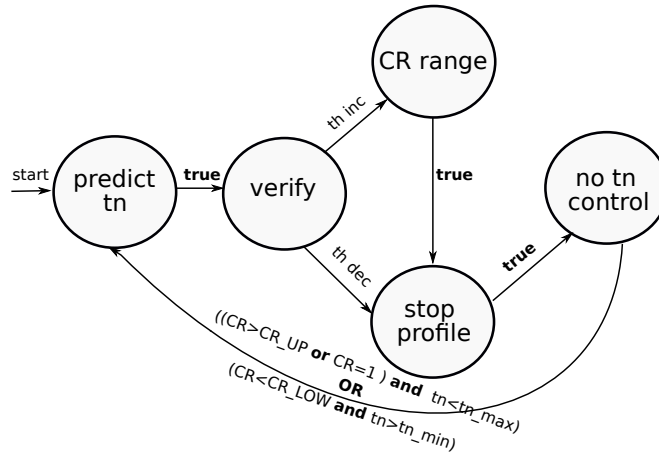 CR range
th inc
start
predict
tn
true
verify
true
no tn
control
th dec
true
stop
profile
((CR>CR_UP or CR=1 ) and tn<tn_max)
OR
(CR<CR_LOW and tn>tn_min)